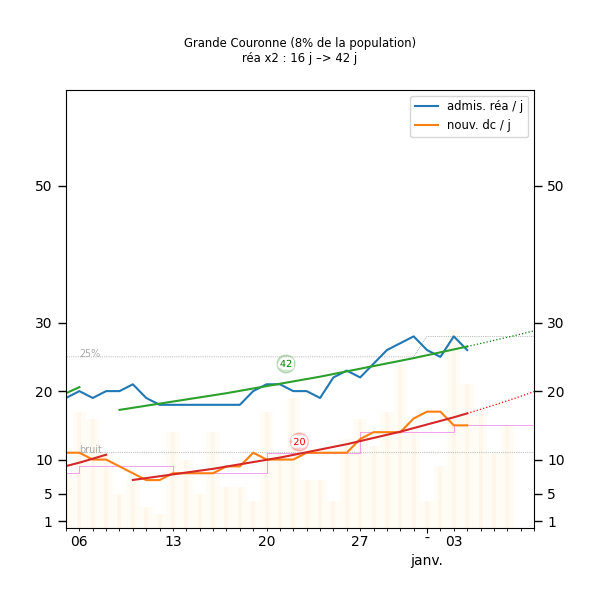 Grande Couronne (8% de la population)
réa x2 : 16 j –> 42 j
admis. réa / j
nouv. dc / j
50 50
30 30
25%
42
20 20
20
bruit
10 10
5 5
1 1
06 13 20 27 - 03
janv.